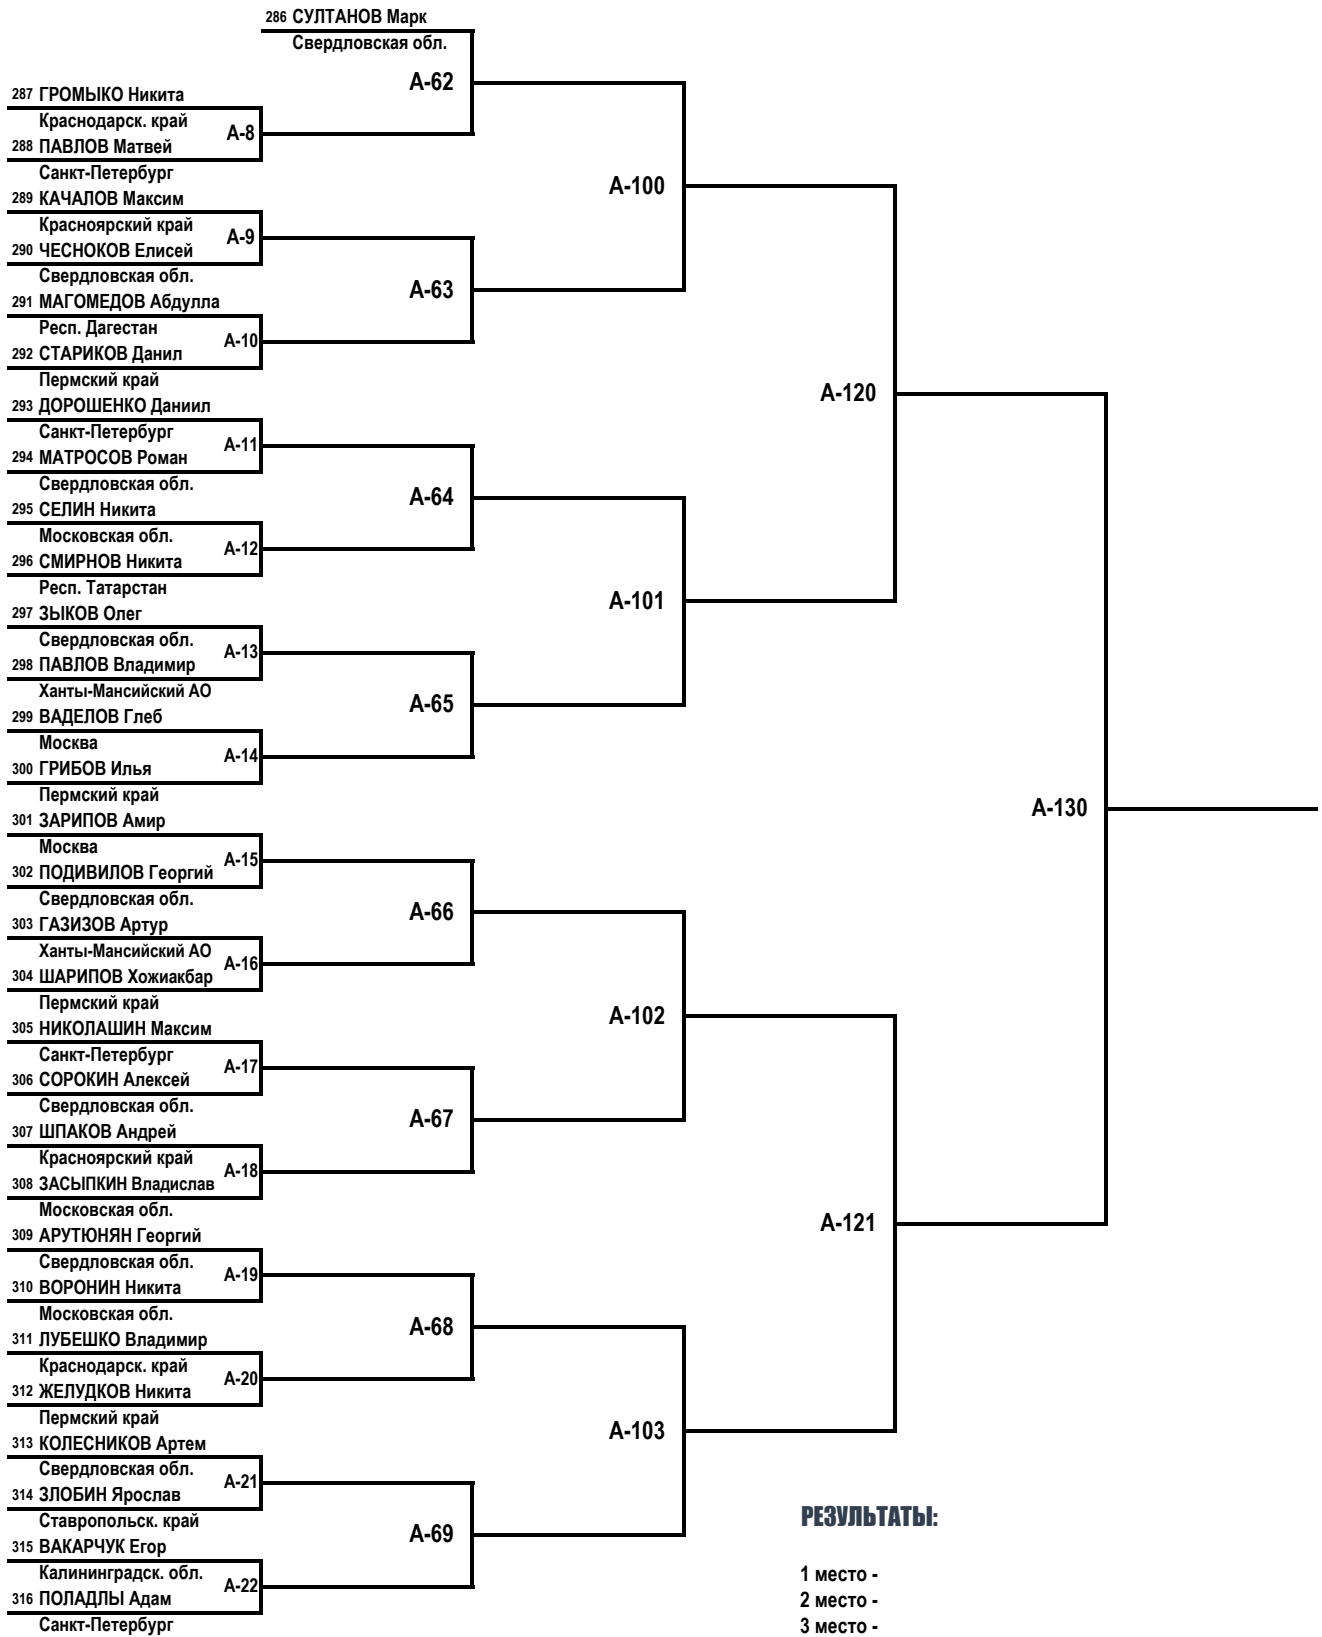 286 СУЛТАНОВ Марк
Свердловская обл.
А-62
287 ГРОМЫКО Никита
Краснодарск. край
А-8
288 ПАВЛОВ Матвей
Санкт-Петербург
А-100
289 КАЧАЛОВ Максим
Красноярский край
А-9
290 ЧЕСНОКОВ Елисей
Свердловская обл.
А-63
291 МАГОМЕДОВ Абдулла
Респ. Дагестан
А-10
292 СТАРИКОВ Данил
Пермский край
А-120
293 ДОРОШЕНКО Даниил
Санкт-Петербург
А-11
294 МАТРОСОВ Роман
Свердловская обл.
А-64
295 СЕЛИН Никита
Московская обл.
А-12
296 СМИРНОВ Никита
Респ. Татарстан
А-101
297 ЗЫКОВ Олег
Свердловская обл.
А-13
298 ПАВЛОВ Владимир
Ханты-Мансийский АО
А-65
299 ВАДЕЛОВ Глеб
Москва
А-14
300 ГРИБОВ Илья
Пермский край
А-130
301 ЗАРИПОВ Амир
Москва
А-15
302 ПОДИВИЛОВ Георгий
Свердловская обл.
А-66
303 ГАЗИЗОВ Артур
Ханты-Мансийский АО
А-16
304 ШАРИПОВ Хожиакбар
Пермский край
А-102
305 НИКОЛАШИН Максим
Санкт-Петербург
А-17
306 СОРОКИН Алексей
Свердловская обл.
А-67
307 ШПАКОВ Андрей
Красноярский край
А-18
308 ЗАСЫПКИН Владислав
Московская обл.
А-121
309 АРУТЮНЯН Георгий
Свердловская обл.
А-19
310 ВОРОНИН Никита
Московская обл.
А-68
311 ЛУБЕШКО Владимир
Краснодарск. край
А-20
312 ЖЕЛУДКОВ Никита
Пермский край
А-103
313 КОЛЕСНИКОВ Артем
Свердловская обл.
А-21
314 ЗЛОБИН Ярослав
Ставропольск. край
А-69
315 ВАКАРЧУК Егор
Калининградск. обл.
А-22
316 ПОЛАДЛЫ Адам
Санкт-Петербург
РЕЗУЛЬТАТЫ:
1 место -
2 место -
3 место -